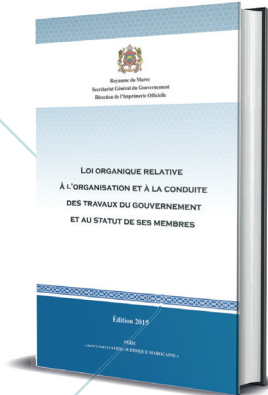 Royaume du Maroc
Secrétariat Général du Gouvernement
Direction de l'Imprimerie Officielle
LOI ORGANIQUE RELATIVE
À L'ORGANISATION ET À LA CONDUITE
DES TRAVAUX DU GOUVERNEMENT
ET AU STATUT DE SES MEMBRES
Édition 2015
SÉRIE
« DOCUMENTATION JURIDIQUE MAROCAINE »